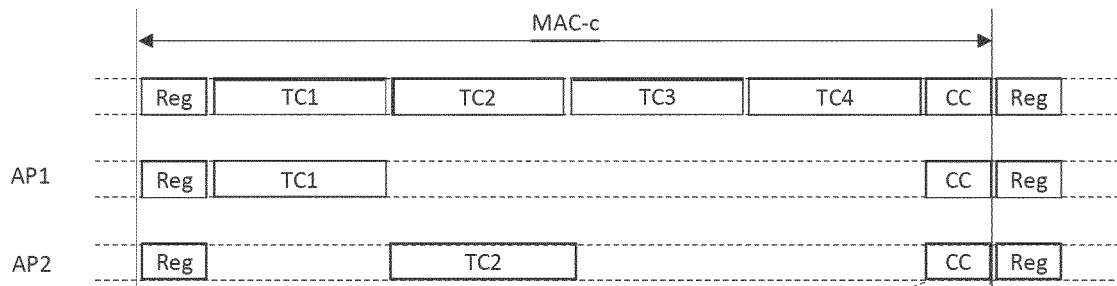 MAC-c
Reg TC1 TC2 TC3 TC4 CC Reg
AP1 Reg TC1 CC Reg
AP2 Reg TC2 CC Reg